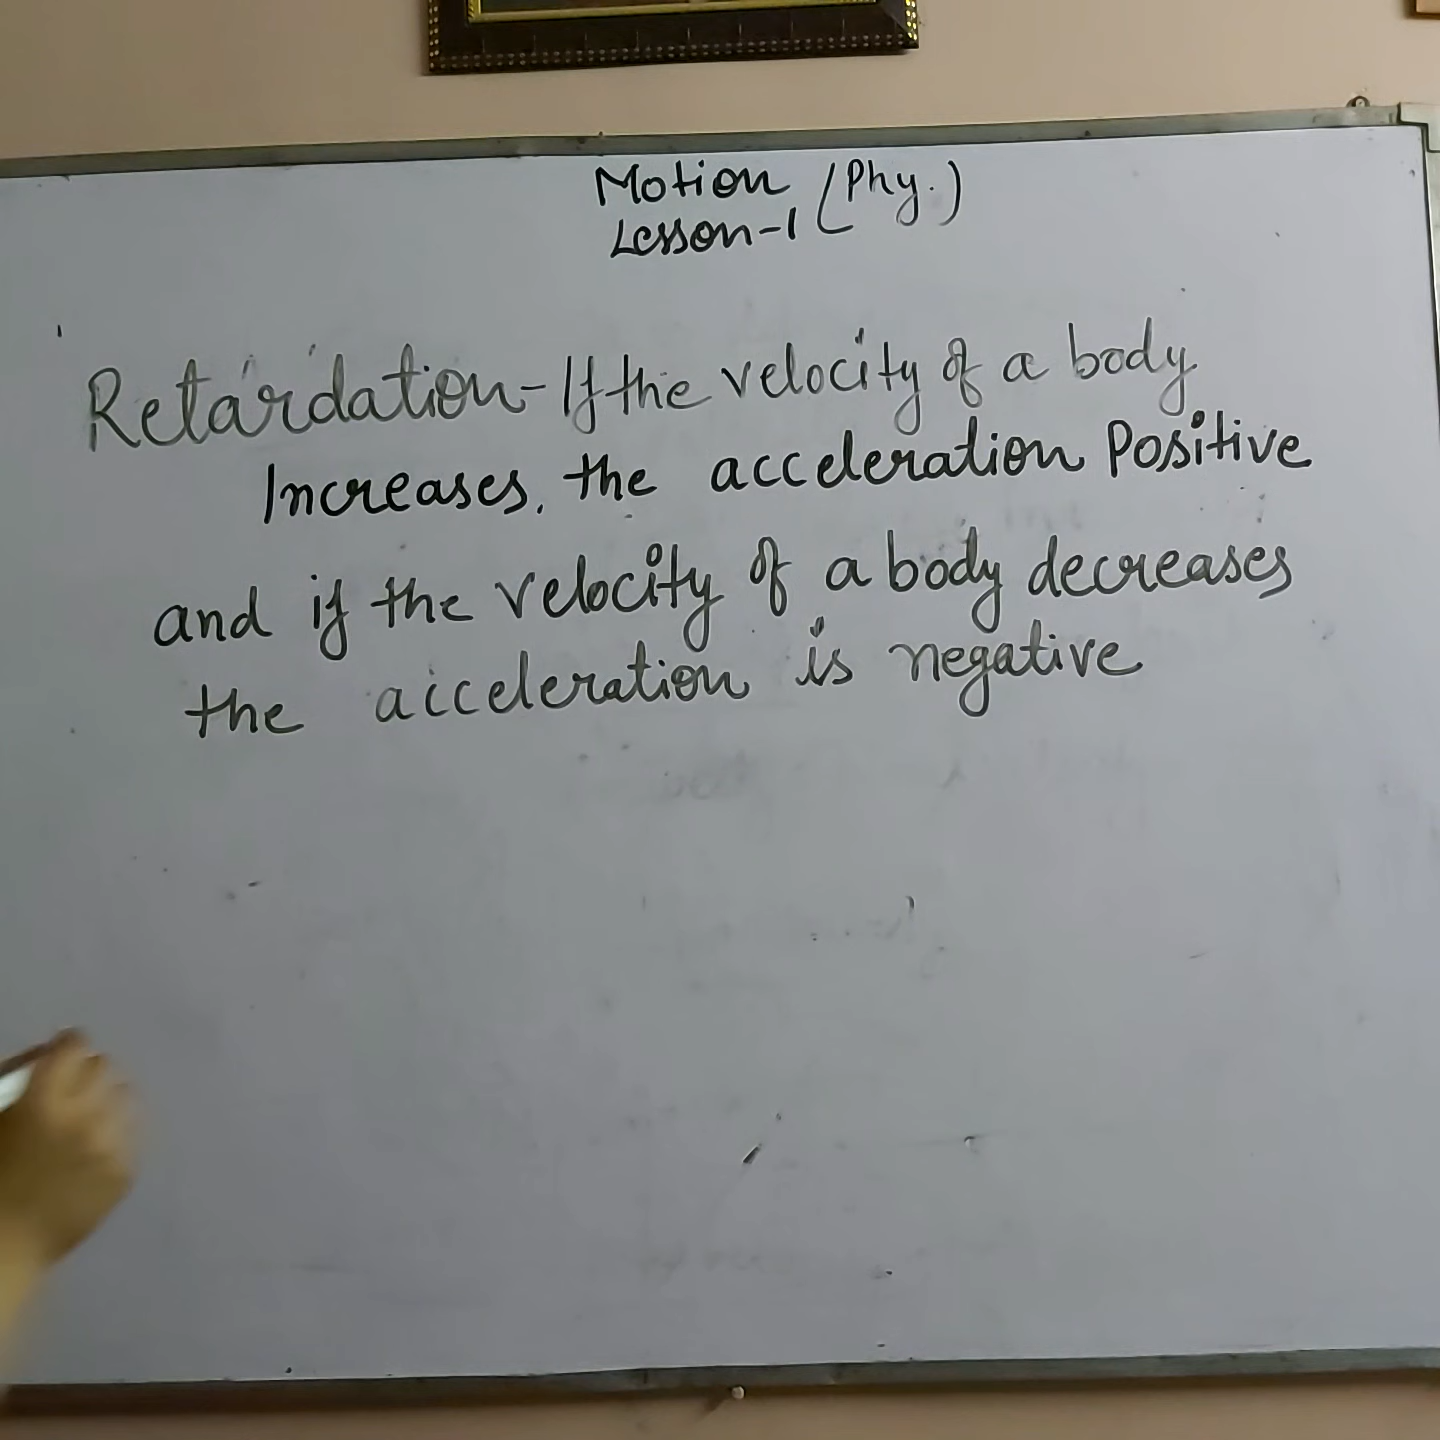 Motion (Phy.)
Lesson-1
Retardation-If the velocity of a body
Increases, the acceleration Positive
and if the velocity of a body decreases
the aicceleration is negative